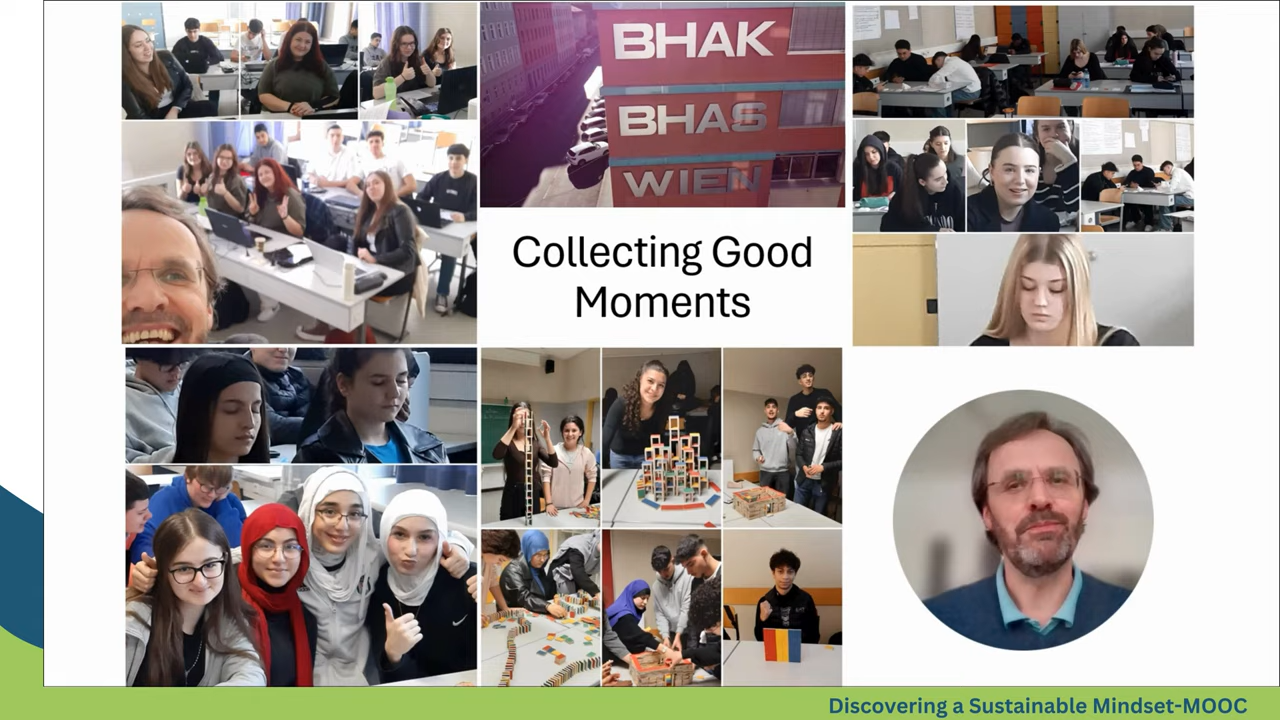 BHAK
BHAS
WIEN
Collecting Good
Moments
Discovering a Sustainable Mindset-MOOC